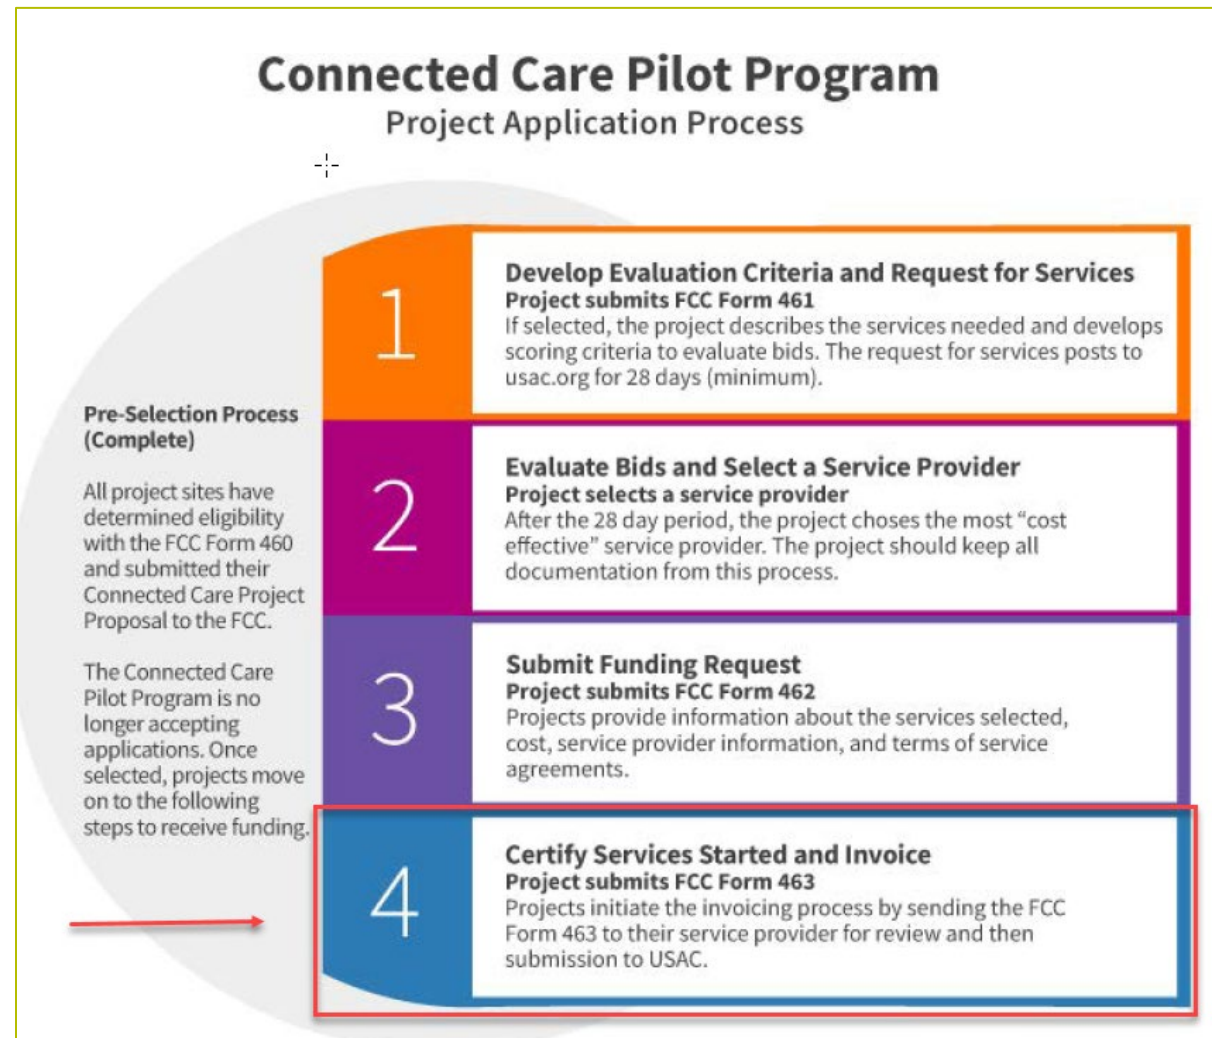 Connected Care Pilot Program
Project Application Process
Pre-Selection Process
(Complete)
All project sites have
determined eligibility
with the FCC Form 460
and submitted their
Connected Care Project
Proposal to the FCC.
The Connected Care
Pilot Program is no
longer accepting
applications. Once
selected, projects move
on to the following
steps to receive funding.
1
Develop Evaluation Criteria and Request for Services
Project submits FCC Form 461
If selected, the project describes the services needed and develops
scoring criteria to evaluate bids. The request for services posts to
usac.org for 28 days (minimum).
2
Evaluate Bids and Select a Service Provider
Project selects a service provider
After the 28 day period, the project choses the most “cost
effective” service provider. The project should keep all
documentation from this process.
3
Submit Funding Request
Project submits FCC Form 462
Projects provide information about the services selected,
cost, service provider information, and terms of service
agreements.
4
Certify Services Started and Invoice
Project submits FCC Form 463
Projects initiate the invoicing process by sending the FCC
Form 463 to their service provider for review and then
submission to USAC.